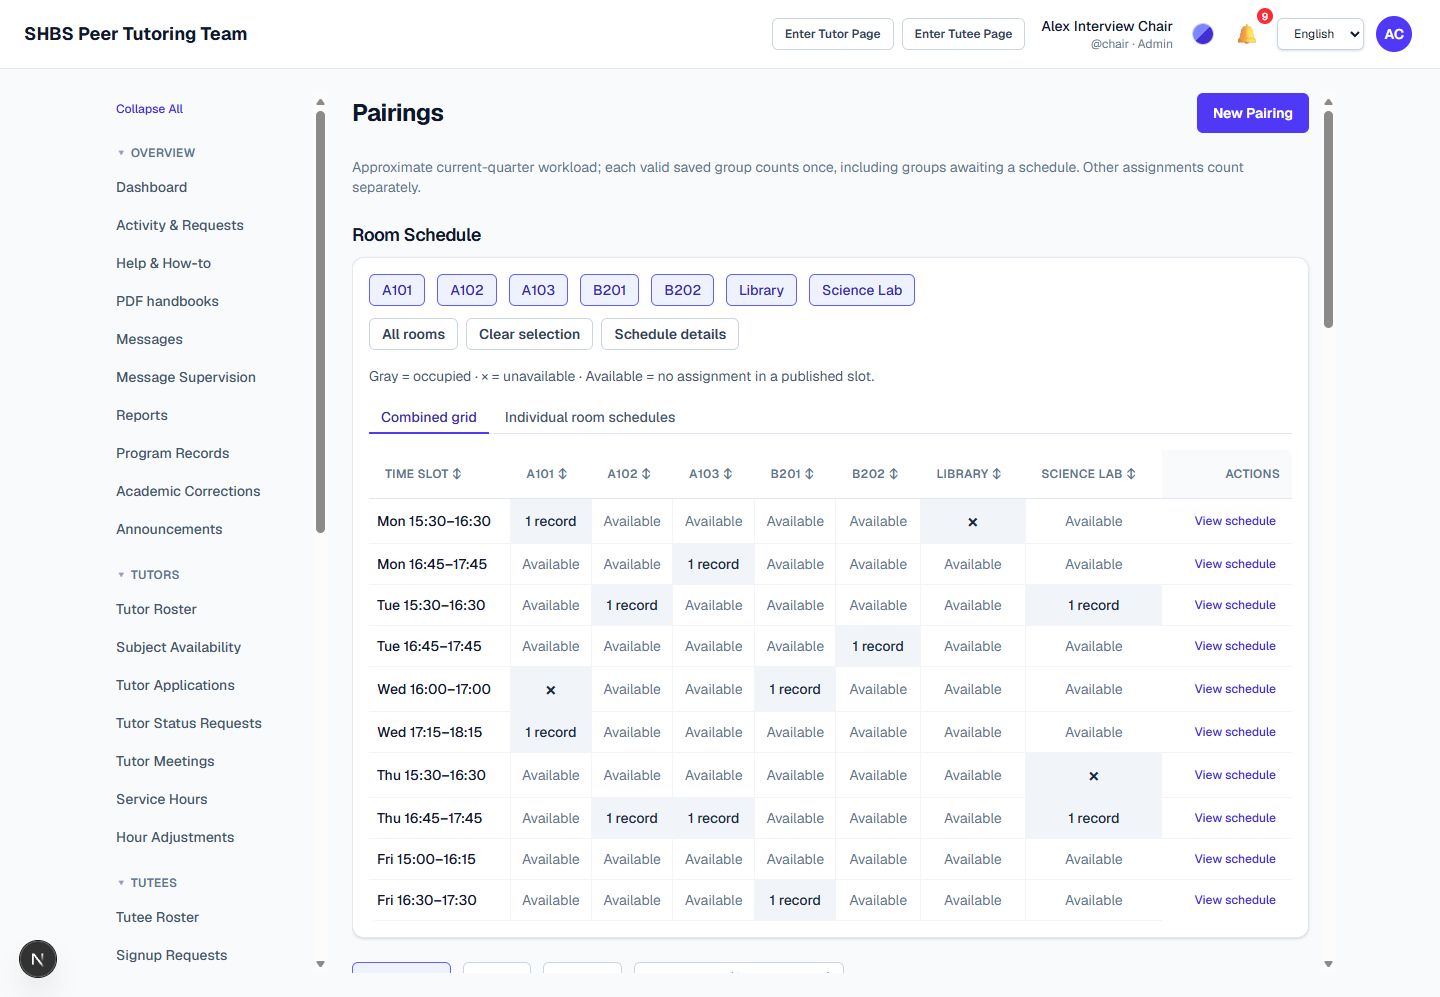 SHBS Peer Tutoring Team
Enter Tutor Page
Enter Tutee Page
Alex Interview Chair
@chair · Admin
9
English
AC
Collapse All
OVERVIEW
Dashboard
Activity & Requests
Help & How-to
PDF handbooks
Messages
Message Supervision
Reports
Program Records
Academic Corrections
Announcements
TUTORS
Tutor Roster
Subject Availability
Tutor Applications
Tutor Status Requests
Tutor Meetings
Service Hours
Hour Adjustments
TUTEES
Tutee Roster
Signup Requests
N
Pairings
New Pairing
Approximate current-quarter workload; each valid saved group counts once, including groups awaiting a schedule. Other assignments count
separately.
Room Schedule
A101 A102 A103 B201 B202 Library Science Lab
All rooms Clear selection Schedule details
Gray = occupied · × = unavailable · Available = no assignment in a published slot.
Combined grid Individual room schedules
TIME SLOT A101 A102 A103 B201 B202 LIBRARY SCIENCE LAB ACTIONS
Mon 15:30–16:30 1 record Available Available Available Available × Available View schedule
Mon 16:45–17:45 Available Available 1 record Available Available Available Available View schedule
Tue 15:30–16:30 Available 1 record Available Available Available Available 1 record View schedule
Tue 16:45–17:45 Available Available Available Available 1 record Available Available View schedule
Wed 16:00–17:00 × Available Available 1 record Available Available Available View schedule
Wed 17:15–18:15 1 record Available Available Available Available Available Available View schedule
Thu 15:30–16:30 Available Available Available Available Available Available × View schedule
Thu 16:45–17:45 Available 1 record 1 record Available Available Available 1 record View schedule
Fri 15:00–16:15 Available Available Available Available Available Available Available View schedule
Fri 16:30–17:30 Available Available Available 1 record Available Available Available View schedule